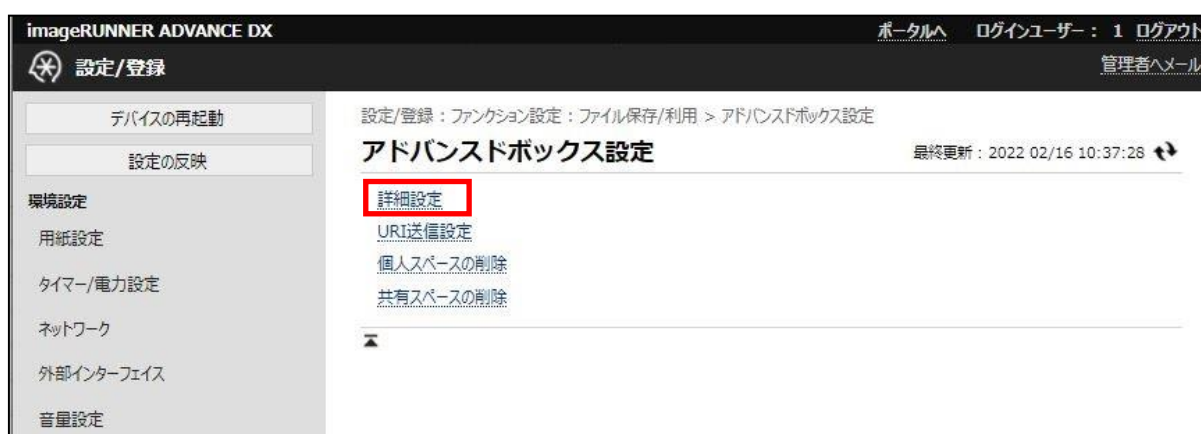 imageRUNNER ADVANCE DX
ポータルへ ログインユーザー： 1 ログアウト
設定/登録
管理者へメール
デバイスの再起動
設定の反映
環境設定
用紙設定
タイマー/電力設定
ネットワーク
外部インターフェイス
音量設定
設定/登録 : ファンクション設定 : ファイル保存/利用 > アドバンスドボックス設定
アドバンスドボックス設定
最終更新 : 2022 02/16 10:37:28
詳細設定
URI送信設定
個人スペースの削除
共有スペースの削除